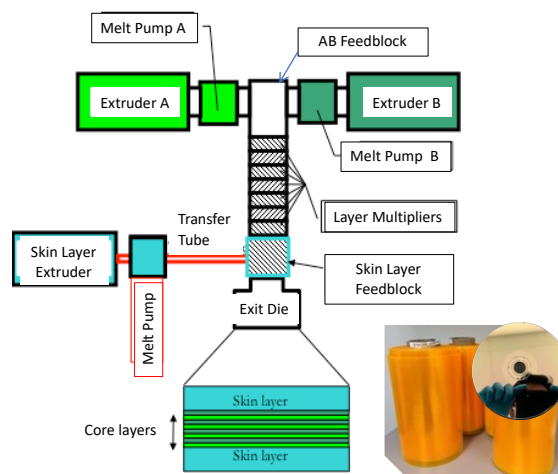 Melt Pump A
AB Feedblock
Extruder A
Extruder B
Melt Pump B
Layer Multipliers
Transfer
Tube
Skin Layer
Extruder
Skin Layer
Feedblock
Melt Pump
Exit Die
Skin layer
Core layers
Skin layer